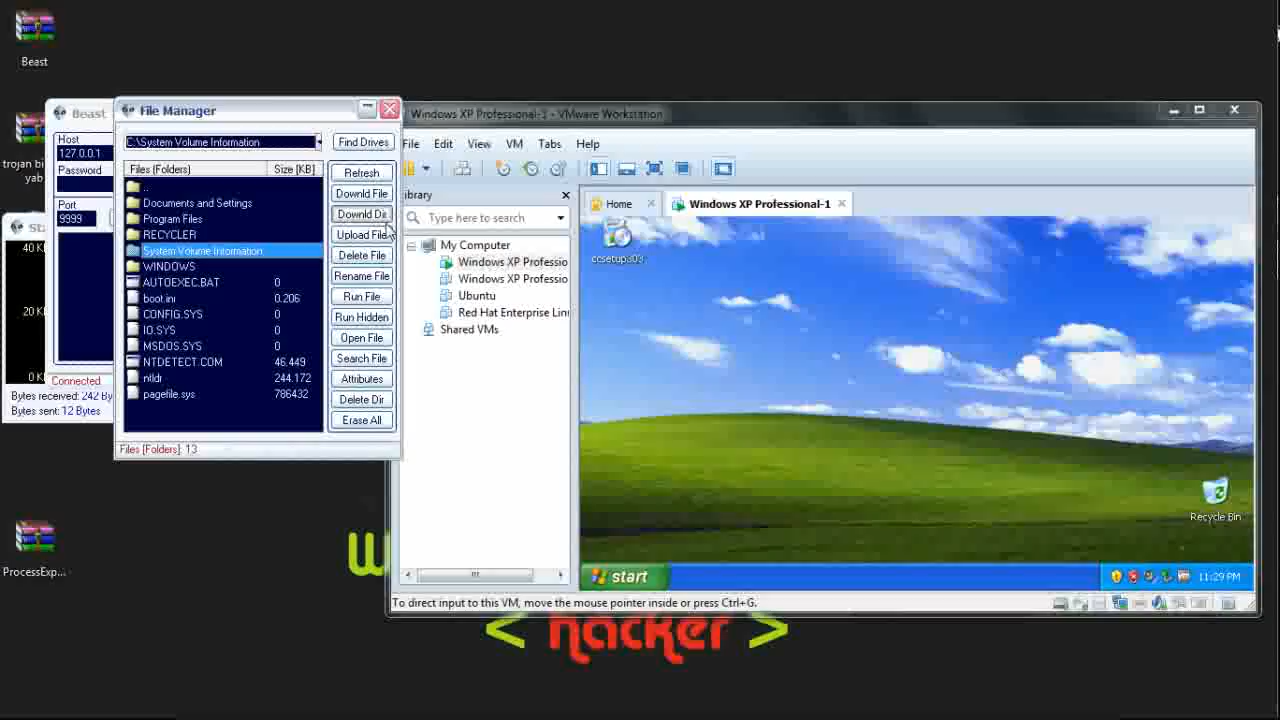 Beast
trojan bi
yab
ProcessExp...
Beast
Host
127.0.0.1
Password
Port
9999
40 K
20 K
0 K
Connected
Bytes received: 242 B
Bytes sent: 12 Bytes
File Manager
C:\System Volume Information
Find Drives
Files (Folders)
Size [KB]
..
Documents and Settings
Program Files
RECYCLER
System Volume Information
WINDOWS
AUTOEXEC.BAT 0
boot.ini 0.206
CONFIG.SYS 0
IO.SYS 0
MSDOS.SYS 0
NTDETECT.COM 46.449
ntldr 244.172
pagefile.sys 786432
Refresh
Downld File
Downld Dir
Upload File
Delete File
Rename File
Run File
Run Hidden
Open File
Search File
Attributes
Delete Dir
Erase All
Files [Folders]: 13
Windows XP Professional-1 - VMware Workstation
File Edit View VM Tabs Help
ibrary
Type here to search
My Computer
Windows XP Professio
Windows XP Professio
Ubuntu
Red Hat Enterprise Lin
Shared VMs
Home
Windows XP Professional-1
ccsetup303
Recycle Bin
start
11:29 PM
To direct input to this VM, move the mouse pointer inside or press Ctrl+G.
w
< hacker >